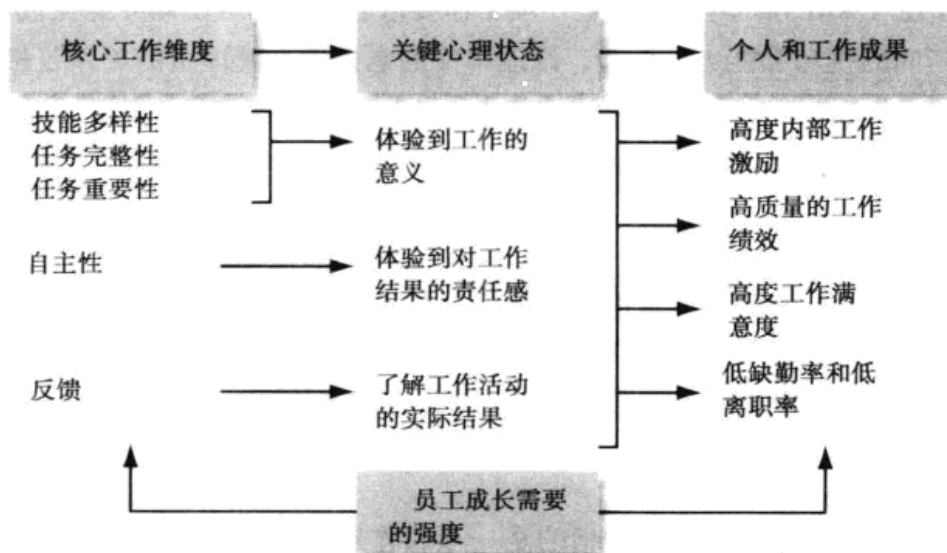 核心工作维度
关键心理状态
个人和工作成果
技能多样性
任务完整性
任务重要性
体验到工作的
意义
高度内部工作
激励
高质量的工作
绩效
自主性
体验到对工作
结果的责任感
高度工作满
意度
反馈
了解工作活动
的实际结果
低缺勤率和低
离职率
员工成长需要
的强度